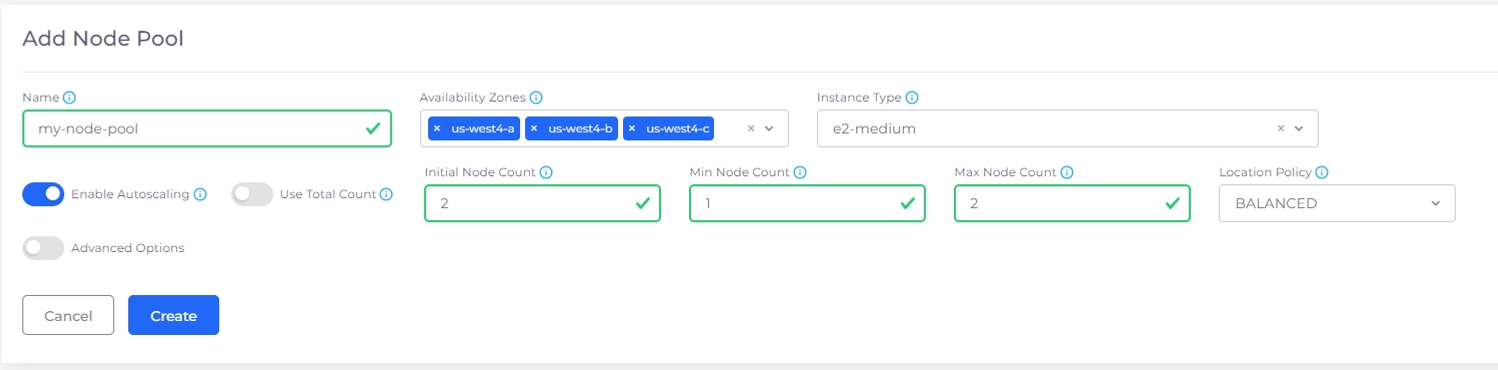 Add Node Pool
Name
Availability Zones
Instance Type
my-node-pool
× us-west4-a × us-west4-b × us-west4-c ×
e2-medium ×
Enable Autoscaling
Use Total Count
Initial Node Count
Min Node Count
Max Node Count
Location Policy
2
1
2
BALANCED
Advanced Options
Cancel
Create